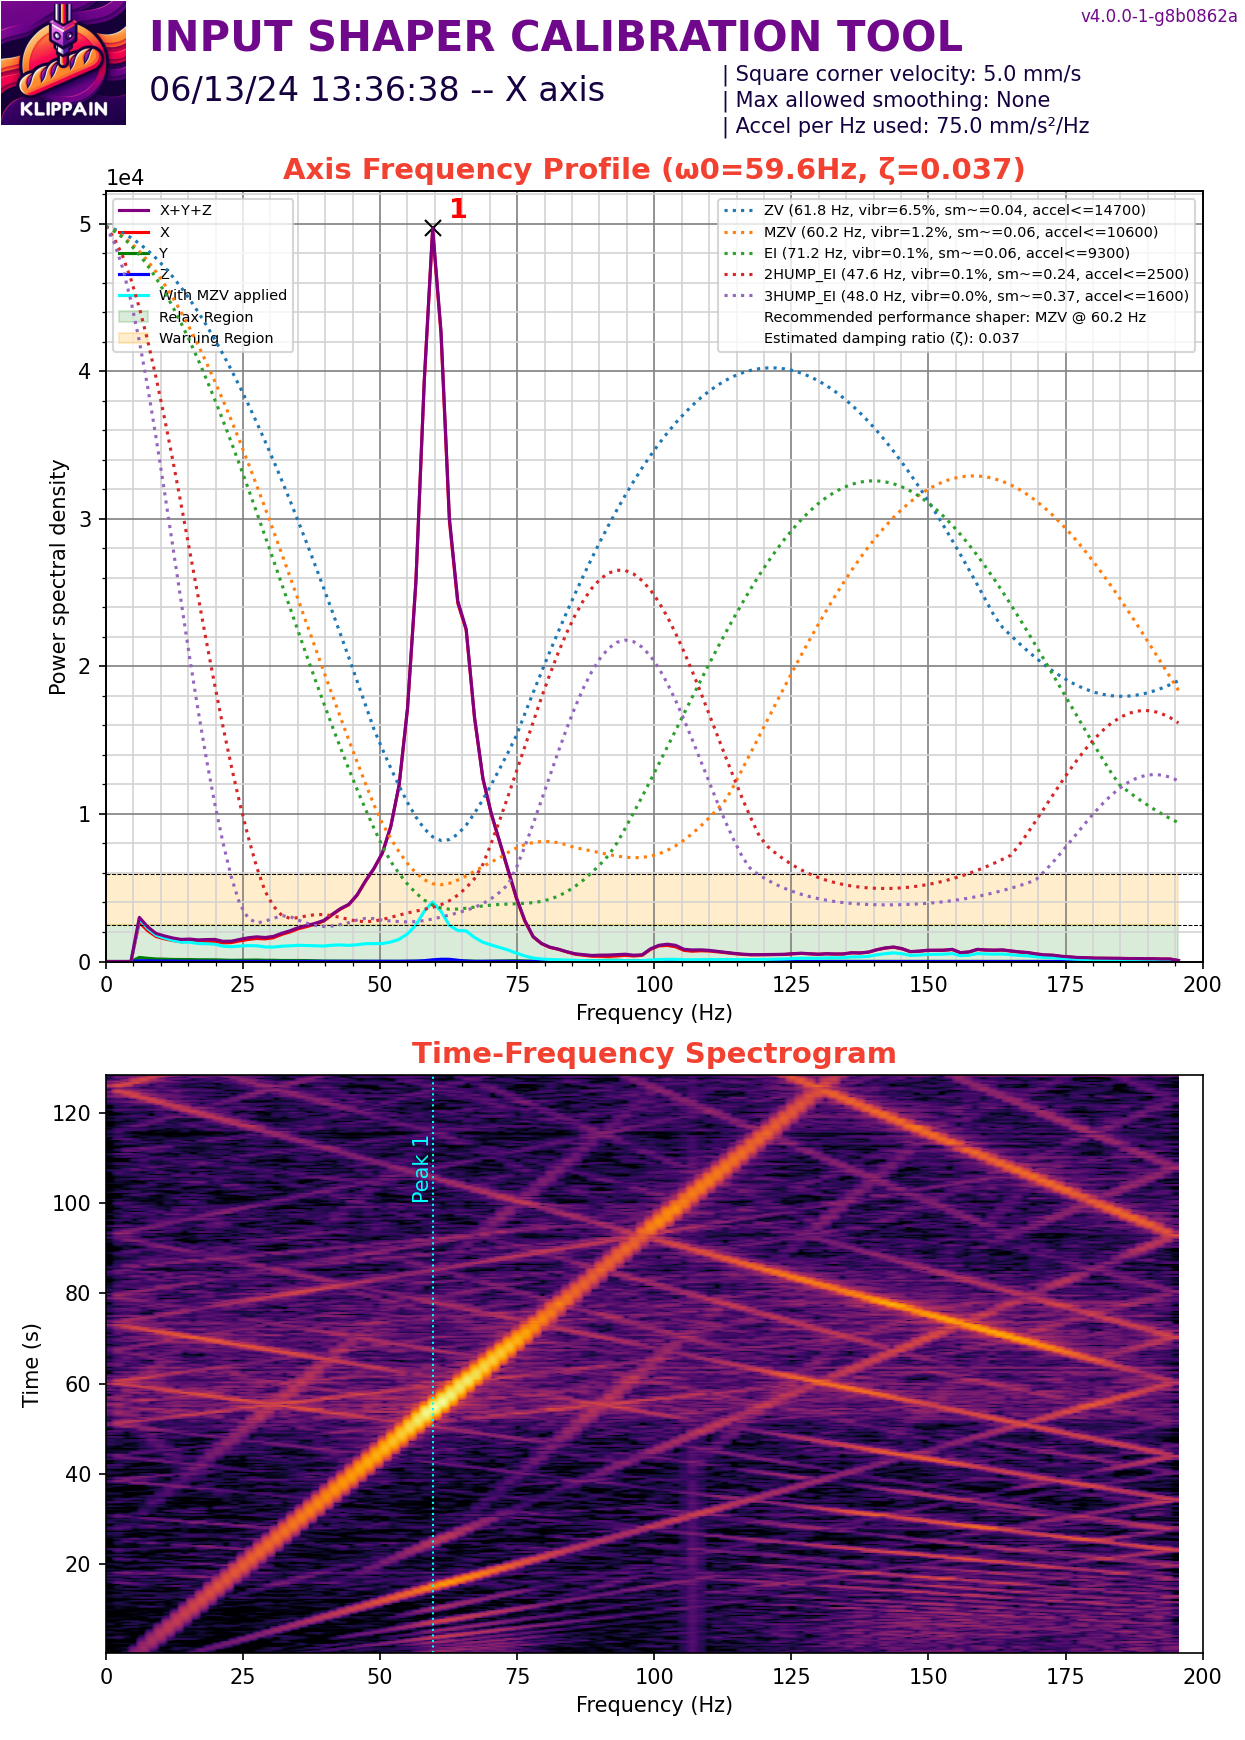 v4.0.0-1-g8b0862a
KLIPPAIN
INPUT SHAPER CALIBRATION TOOL
06/13/24 13:36:38 -- X axis
| Square corner velocity: 5.0 mm/s
| Max allowed smoothing: None
| Accel per Hz used: 75.0 mm/s²/Hz
Axis Frequency Profile (ω0=59.6Hz, ζ=0.037)
1e4
1
X+Y+Z
X
Y
Z
With MZV applied
Relax Region
Warning Region
ZV (61.8 Hz, vibr=6.5%, sm~=0.04, accel<=14700)
MZV (60.2 Hz, vibr=1.2%, sm~=0.06, accel<=10600)
EI (71.2 Hz, vibr=0.1%, sm~=0.06, accel<=9300)
2HUMP_EI (47.6 Hz, vibr=0.1%, sm~=0.24, accel<=2500)
3HUMP_EI (48.0 Hz, vibr=0.0%, sm~=0.37, accel<=1600)
Recommended performance shaper: MZV @ 60.2 Hz
Estimated damping ratio (ζ): 0.037
Power spectral density
5
4
3
2
1
0
0 25 50 75 100 125 150 175 200
Frequency (Hz)
Time-Frequency Spectrogram
Peak 1
Time (s)
120
100
80
60
40
20
0 25 50 75 100 125 150 175 200
Frequency (Hz)